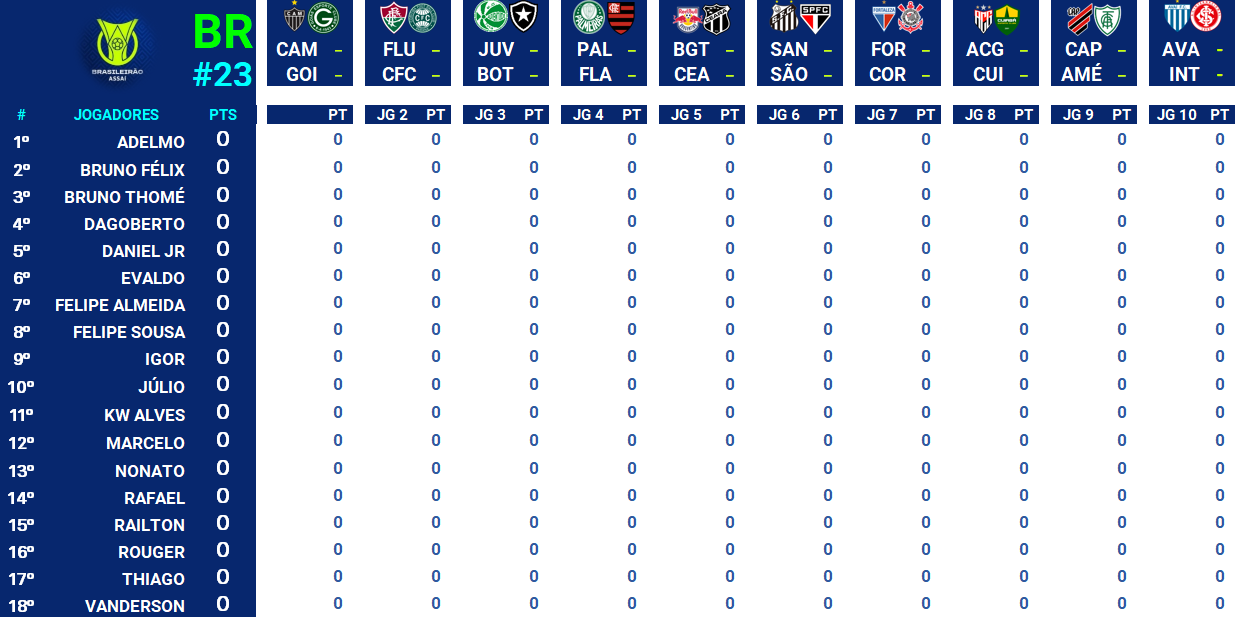 BRASILEIRÃO
ASSAÍ
BR
#23
CAM - FLU - JUV - PAL - BGT - SAN - FOR - ACG - CAP - AVA -
GOI - CFC - BOT - FLA - CEA - SÃO - COR - CUI - AMÉ - INT -
# JOGADORES PTS PT JG 2 PT JG 3 PT JG 4 PT JG 5 PT JG 6 PT JG 7 PT JG 8 PT JG 9 PT JG 10 PT
1º ADELMO 0 0 0 0 0 0 0 0 0 0 0
2º BRUNO FÉLIX 0 0 0 0 0 0 0 0 0 0 0
3º BRUNO THOMÉ 0 0 0 0 0 0 0 0 0 0 0
4º DAGOBERTO 0 0 0 0 0 0 0 0 0 0 0
5º DANIEL JR 0 0 0 0 0 0 0 0 0 0 0
6º EVALDO 0 0 0 0 0 0 0 0 0 0 0
7º FELIPE ALMEIDA 0 0 0 0 0 0 0 0 0 0 0
8º FELIPE SOUSA 0 0 0 0 0 0 0 0 0 0 0
9º IGOR 0 0 0 0 0 0 0 0 0 0 0
10º JÚLIO 0 0 0 0 0 0 0 0 0 0 0
11º KW ALVES 0 0 0 0 0 0 0 0 0 0 0
12º MARCELO 0 0 0 0 0 0 0 0 0 0 0
13º NONATO 0 0 0 0 0 0 0 0 0 0 0
14º RAFAEL 0 0 0 0 0 0 0 0 0 0 0
15º RAILTON 0 0 0 0 0 0 0 0 0 0 0
16º ROUGER 0 0 0 0 0 0 0 0 0 0 0
17º THIAGO 0 0 0 0 0 0 0 0 0 0 0
18º VANDERSON 0 0 0 0 0 0 0 0 0 0 0